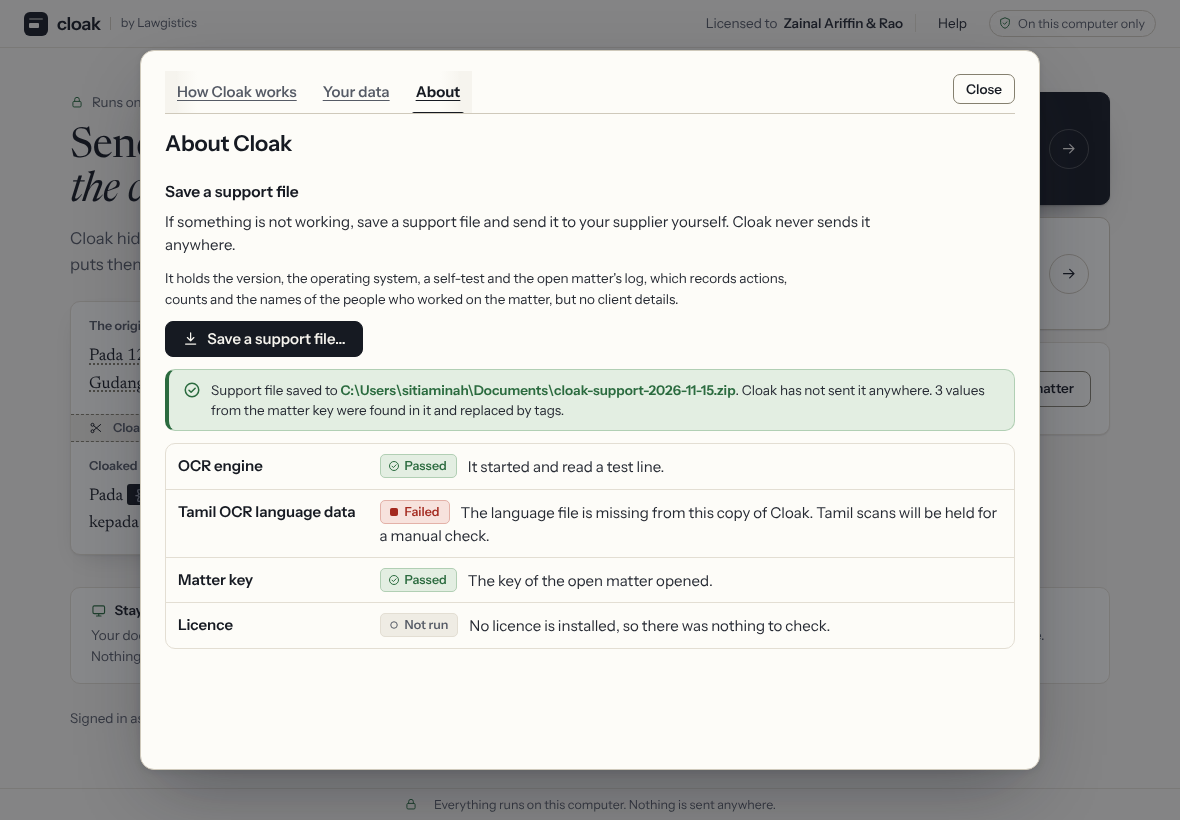 cloak by Lawgistics Licensed to Zainal Ariffin & Rao Help On this computer only
How Cloak works Your data About Close
About Cloak
Save a support file
If something is not working, save a support file and send it to your supplier yourself. Cloak never sends it
anywhere.
It holds the version, the operating system, a self-test and the open matter's log, which records actions,
counts and the names of the people who worked on the matter, but no client details.
Save a support file…
Support file saved to C:\Users\sitiaminah\Documents\cloak-support-2026-11-15.zip. Cloak has not sent it anywhere. 3 values
from the matter key were found in it and replaced by tags.
OCR engine Passed It started and read a test line.
Tamil OCR language data Failed The language file is missing from this copy of Cloak. Tamil scans will be held for
a manual check.
Matter key Passed The key of the open matter opened.
Licence Not run No licence is installed, so there was nothing to check.
Runs on
the
Cloak hid
puts then
The origi
Pada 12
Gudang
matter
Cloa
Cloaked
Pada
kepada
Stay
Your do
Nothing
Signed in as
Everything runs on this computer. Nothing is sent anywhere.